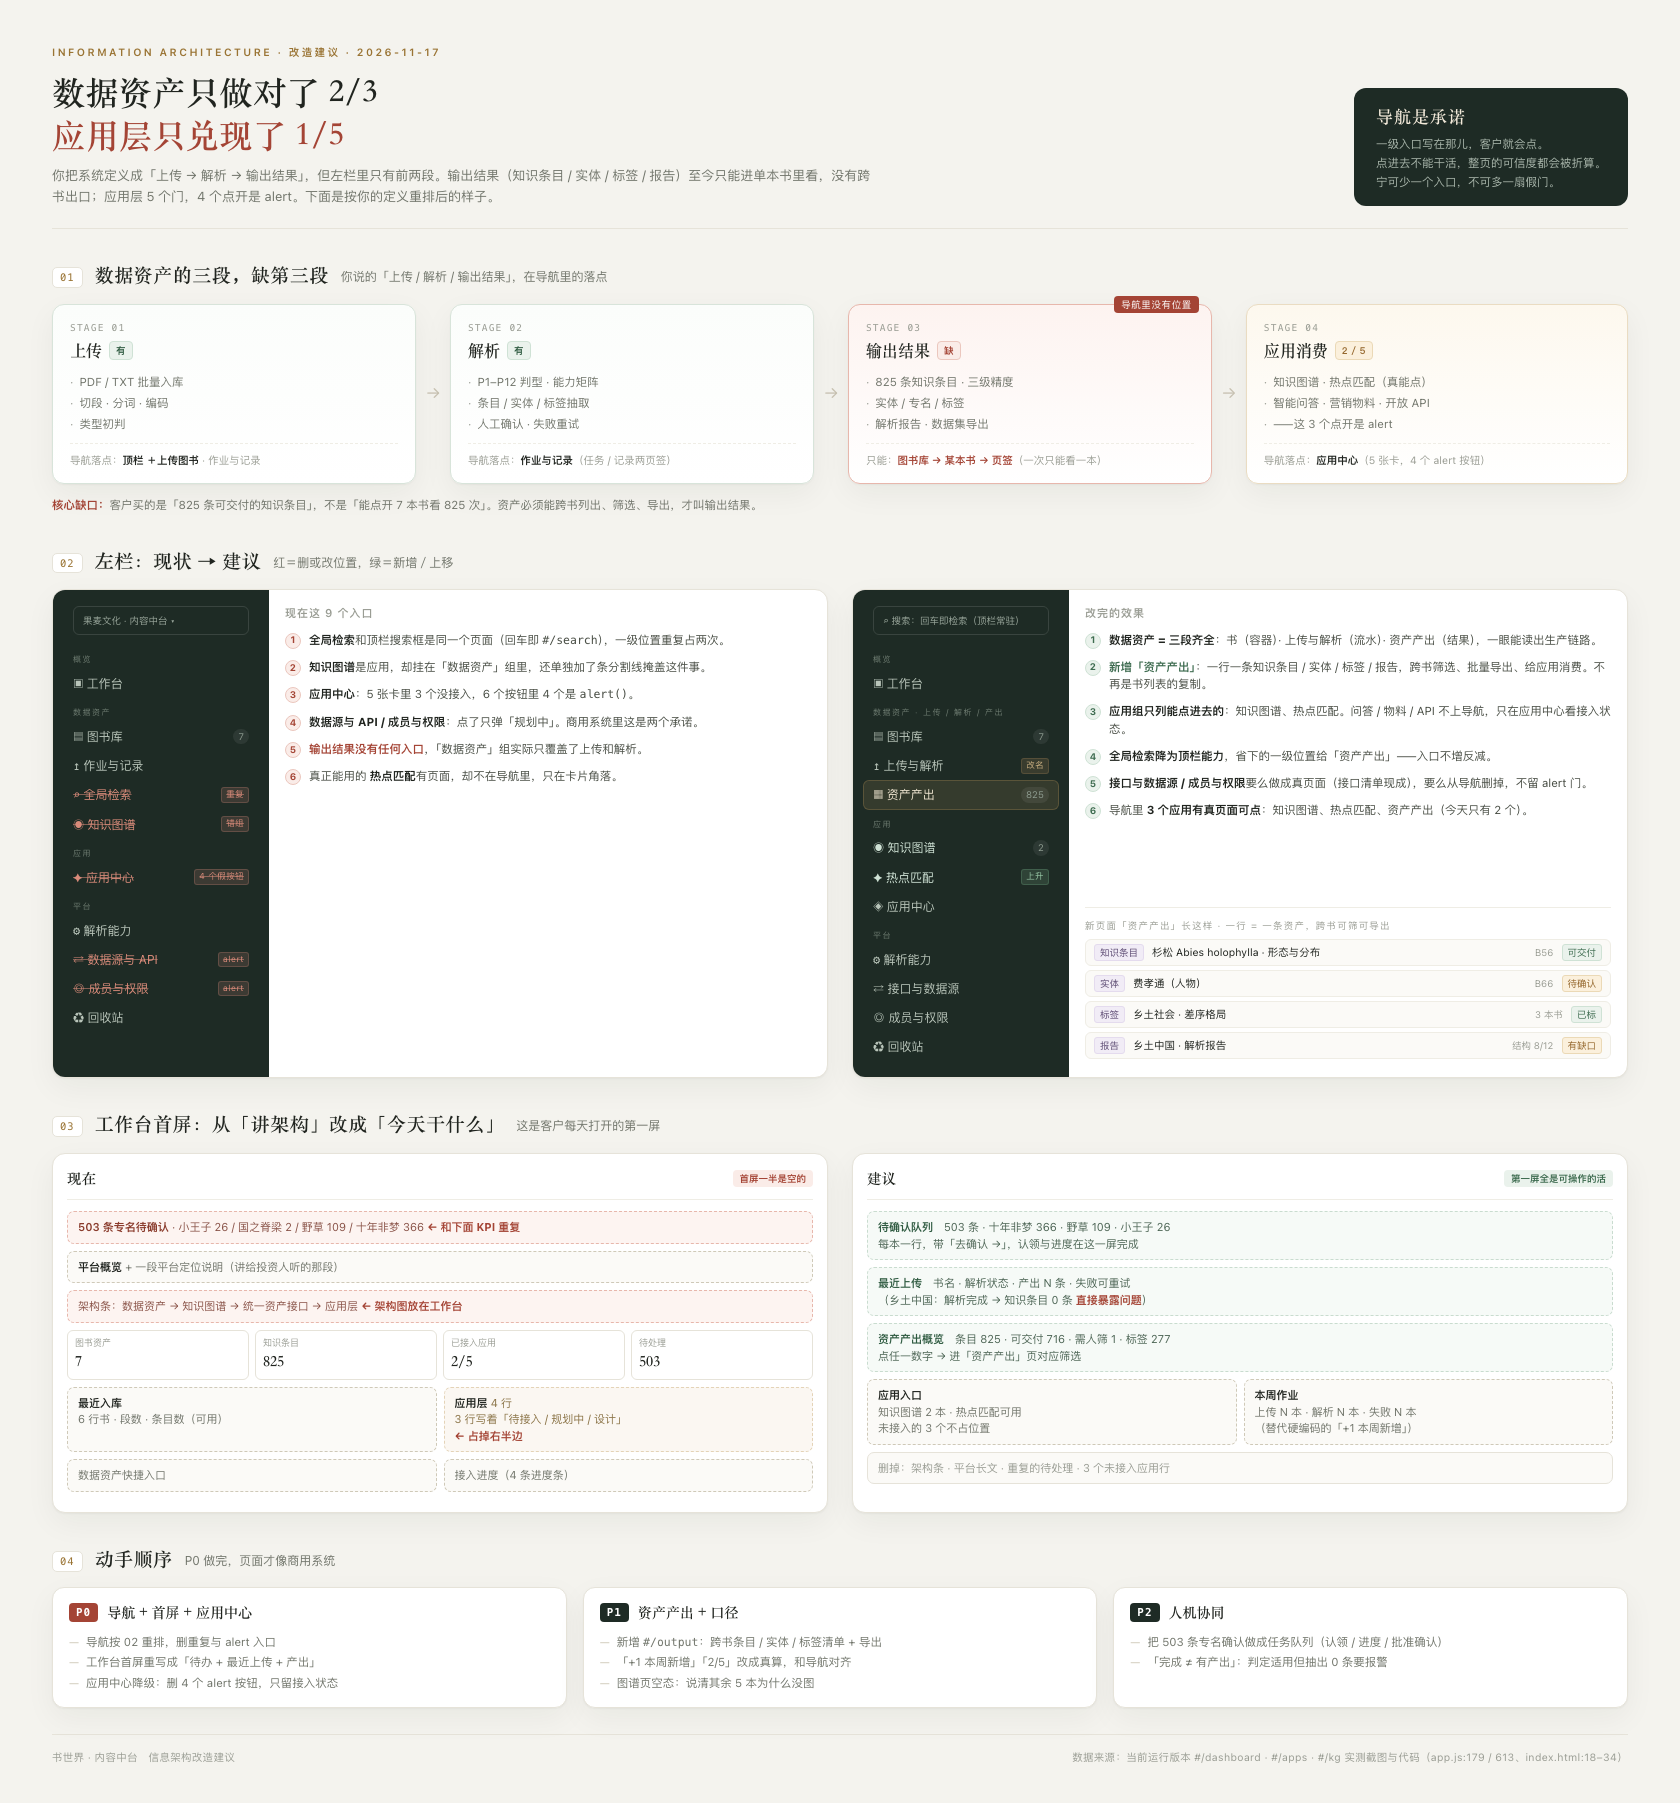 INFORMATION ARCHITECTURE · 改造建议 · 2026-11-17
数据资产只做对了 2/3
应用层只兑现了 1/5
你把系统定义成「上传 → 解析 → 输出结果」，但左栏里只有前两段。输出结果（知识条目 / 实体 / 标签 / 报告）至今只能进单本书里看，没有跨
书出口；应用层 5 个门，4 个点开是 alert。下面是按你的定义重排后的样子。
导航是承诺
一级入口写在那儿，客户就会点。
点进去不能干活，整页的可信度都会被折算。
宁可少一个入口，不可多一扇假门。
01 数据资产的三段，缺第三段 你说的「上传 / 解析 / 输出结果」，在导航里的落点
STAGE 01
上传 有
· PDF / TXT 批量入库
· 切段 · 分词 · 编码
· 类型初判
导航落点：顶栏 ＋上传图书 · 作业与记录
→
STAGE 02
解析 有
· P1–P12 判型 · 能力矩阵
· 条目 / 实体 / 标签抽取
· 人工确认 · 失败重试
导航落点：作业与记录（任务 / 记录两页签）
→
导航里没有位置
STAGE 03
输出结果 缺
· 825 条知识条目 · 三级精度
· 实体 / 专名 / 标签
· 解析报告 · 数据集导出
只能：图书库 → 某本书 → 页签（一次只能看一本）
→
STAGE 04
应用消费 2 / 5
· 知识图谱 · 热点匹配（真能点）
· 智能问答 · 营销物料 · 开放 API
· ——这 3 个点开是 alert
导航落点：应用中心（5 张卡，4 个 alert 按钮）
核心缺口：客户买的是「825 条可交付的知识条目」，不是「能点开 7 本书看 825 次」。资产必须能跨书列出、筛选、导出，才叫输出结果。
02 左栏：现状 → 建议 红＝删或改位置，绿＝新增 / 上移
果麦文化 · 内容中台 ▾
概览
▣ 工作台
数据资产
▤ 图书库 7
↥ 作业与记录
⌕ 全局检索 重复
◉ 知识图谱 错组
应用
✦ 应用中心 4 个假按钮
平台
⚙ 解析能力
⇄ 数据源与 API alert
◎ 成员与权限 alert
♻ 回收站
现在这 9 个入口
1 全局检索和顶栏搜索框是同一个页面（回车即 #/search），一级位置重复占两次。
2 知识图谱是应用，却挂在「数据资产」组里，还单独加了条分割线掩盖这件事。
3 应用中心：5 张卡里 3 个没接入，6 个按钮里 4 个是 alert()。
4 数据源与 API / 成员与权限：点了只弹「规划中」。商用系统里这是两个承诺。
5 输出结果没有任何入口，「数据资产」组实际只覆盖了上传和解析。
6 真正能用的 热点匹配有页面，却不在导航里，只在卡片角落。
⌕ 搜索：回车即检索（顶栏常驻）
概览
▣ 工作台
数据资产 · 上传 / 解析 / 产出
▤ 图书库 7
↥ 上传与解析 改名
▦ 资产产出 825
应用
◉ 知识图谱 2
✦ 热点匹配 上升
◈ 应用中心
平台
⚙ 解析能力
⇄ 接口与数据源
◎ 成员与权限
♻ 回收站
改完的效果
1 数据资产 = 三段齐全：书（容器）· 上传与解析（流水）· 资产产出（结果），一眼能读出生产链路。
2 新增「资产产出」：一行一条知识条目 / 实体 / 标签 / 报告，跨书筛选、批量导出、给应用消费。不
再是书列表的复制。
3 应用组只列能点进去的：知识图谱、热点匹配。问答 / 物料 / API 不上导航，只在应用中心看接入状
态。
4 全局检索降为顶栏能力，省下的一级位置给「资产产出」——入口不增反减。
5 接口与数据源 / 成员与权限要么做成真页面（接口清单现成），要么从导航删掉，不留 alert 门。
6 导航里 3 个应用有真页面可点：知识图谱、热点匹配、资产产出（今天只有 2 个）。
新页面「资产产出」长这样 · 一行 = 一条资产，跨书可筛可导出
知识条目 杉松 Abies holophylla · 形态与分布 B56 可交付
实体 费孝通（人物） B66 待确认
标签 乡土社会 · 差序格局 3 本书 已标
报告 乡土中国 · 解析报告 结构 8/12 有缺口
03 工作台首屏：从「讲架构」改成「今天干什么」 这是客户每天打开的第一屏
现在 首屏一半是空的
503 条专名待确认 · 小王子 26 / 国之脊梁 2 / 野草 109 / 十年非梦 366 ← 和下面 KPI 重复
平台概览 + 一段平台定位说明（讲给投资人听的那段）
架构条：数据资产 → 知识图谱 → 统一资产接口 → 应用层 ← 架构图放在工作台
图书资产
7
知识条目
825
已接入应用
2/5
待处理
503
最近入库
6 行书 · 段数 · 条目数（可用）
应用层 4 行
3 行写着「待接入 / 规划中 / 设计」
← 占掉右半边
数据资产快捷入口
接入进度（4 条进度条）
建议 第一屏全是可操作的活
待确认队列 503 条 · 十年非梦 366 · 野草 109 · 小王子 26
每本一行，带「去确认 →」，认领与进度在这一屏完成
最近上传 书名 · 解析状态 · 产出 N 条 · 失败可重试
（乡土中国：解析完成 → 知识条目 0 条 直接暴露问题）
资产产出概览 条目 825 · 可交付 716 · 需人筛 1 · 标签 277
点任一数字 → 进「资产产出」页对应筛选
应用入口
知识图谱 2 本 · 热点匹配可用
未接入的 3 个不占位置
本周作业
上传 N 本 · 解析 N 本 · 失败 N 本
（替代硬编码的「+1 本周新增」）
删掉：架构条 · 平台长文 · 重复的待处理 · 3 个未接入应用行
04 动手顺序 P0 做完，页面才像商用系统
P0 导航 + 首屏 + 应用中心
— 导航按 02 重排，删重复与 alert 入口
— 工作台首屏重写成「待办 + 最近上传 + 产出」
— 应用中心降级：删 4 个 alert 按钮，只留接入状态
P1 资产产出 + 口径
— 新增 #/output：跨书条目 / 实体 / 标签清单 + 导出
— 「+1 本周新增」「2/5」改成真算，和导航对齐
— 图谱页空态：说清其余 5 本为什么没图
P2 人机协同
— 把 503 条专名确认做成任务队列（认领 / 进度 / 批准确认）
— 「完成 ≠ 有产出」：判定适用但抽出 0 条要报警
书世界 · 内容中台 信息架构改造建议
数据来源：当前运行版本 #/dashboard · #/apps · #/kg 实测截图与代码（app.js:179 / 613、index.html:18–34）